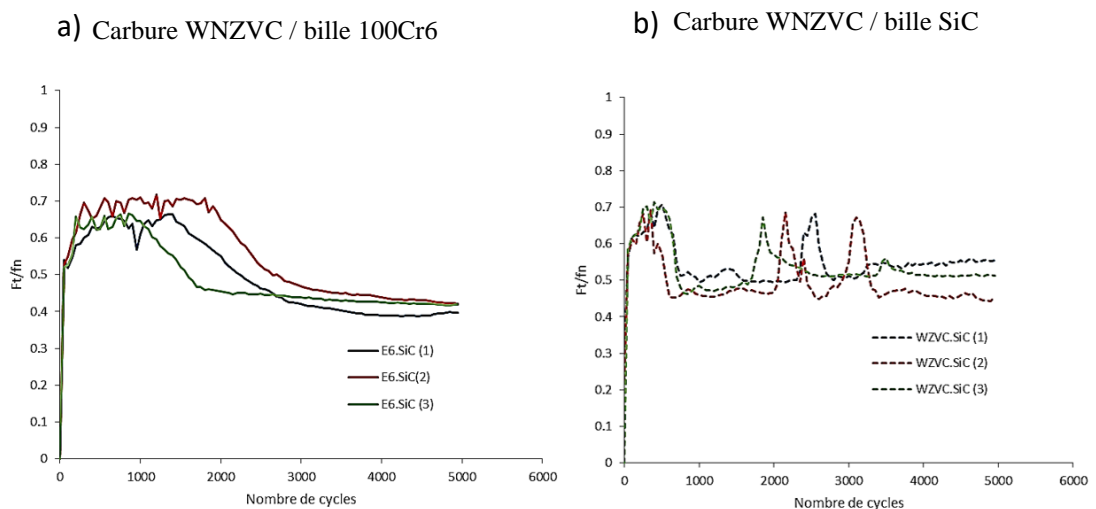 a) Carbure WNZVC / bille 100Cr6
b) Carbure WNZVC / bille SiC
1
0.9
0.8
0.7
0.6
0.5
0.4
0.3
0.2
0.1
0
Ft/fn
0 1000 2000 3000 4000 5000 6000
Nombre de cycles
E6.SiC (1)
E6.SiC(2)
E6.SiC (3)
1
0.9
0.8
0.7
0.6
0.5
0.4
0.3
0.2
0.1
0
Ft/fn
0 1000 2000 3000 4000 5000 6000
Nombre de cycles
WZVC.SiC (1)
WZVC.SiC (2)
WZVC.SiC (3)